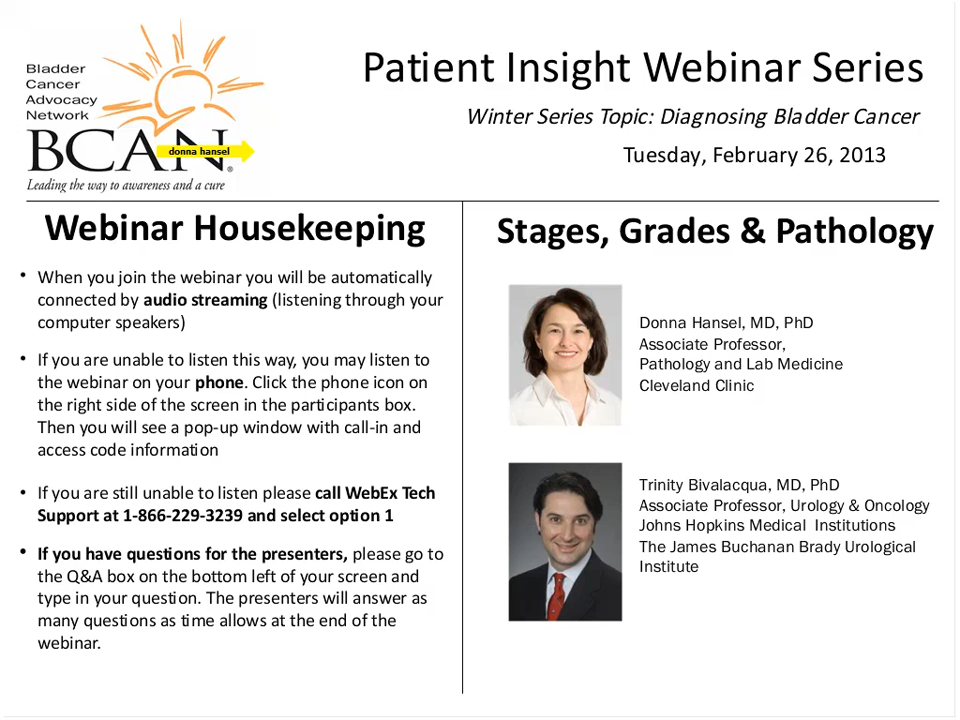 Bladder
Cancer
Advocacy
Network
BCAN
donna hansel
®
Leading the way to awareness and a cure
Patient Insight Webinar Series
Winter Series Topic: Diagnosing Bladder Cancer
Tuesday, February 26, 2013
Webinar Housekeeping
• When you join the webinar you will be automatically
connected by audio streaming (listening through your
computer speakers)
• If you are unable to listen this way, you may listen to
the webinar on your phone. Click the phone icon on
the right side of the screen in the participants box.
Then you will see a pop-up window with call-in and
access code information
• If you are still unable to listen please call WebEx Tech
Support at 1-866-229-3239 and select option 1
• If you have questions for the presenters, please go to
the Q&A box on the bottom left of your screen and
type in your question. The presenters will answer as
many questions as time allows at the end of the
webinar.
Stages, Grades & Pathology
Donna Hansel, MD, PhD
Associate Professor,
Pathology and Lab Medicine
Cleveland Clinic
Trinity Bivalacqua, MD, PhD
Associate Professor, Urology & Oncology
Johns Hopkins Medical Institutions
The James Buchanan Brady Urological
Institute